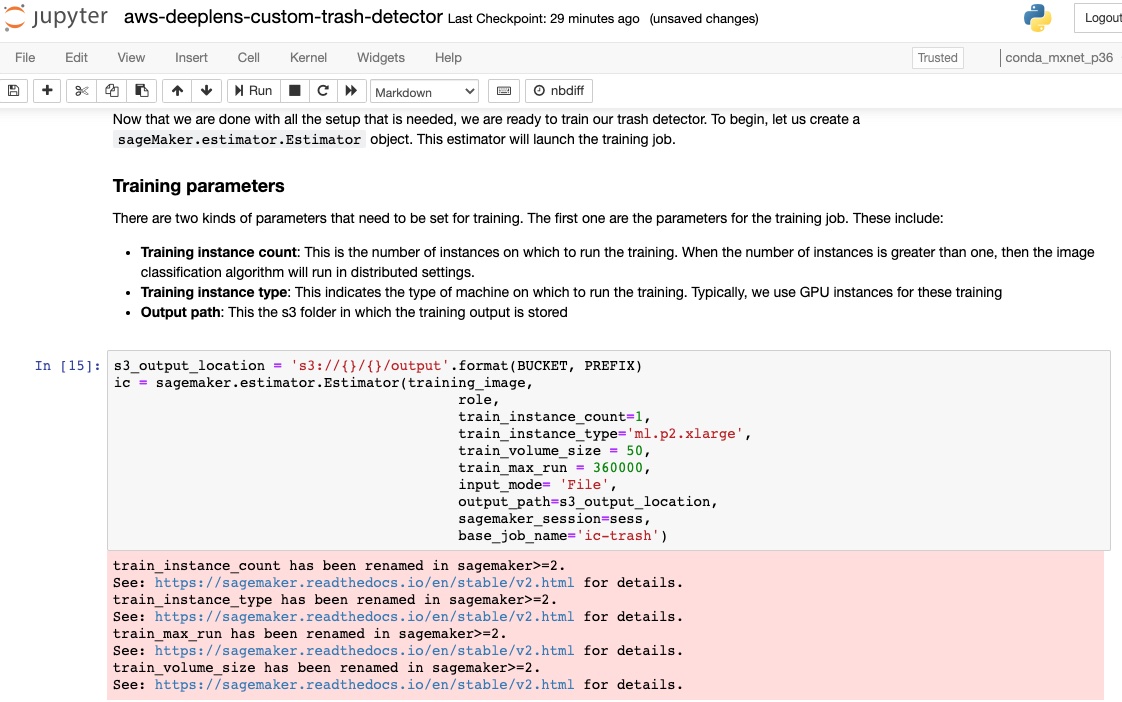 jupyter aws-deeplens-custom-trash-detector Last Checkpoint: 29 minutes ago (unsaved changes) Logout
File Edit View Insert Cell Kernel Widgets Help Trusted conda_mxnet_p36
Run Markdown nbdiff
Now that we are done with all the setup that is needed, we are ready to train our trash detector. To begin, let us create a
sageMaker.estimator.Estimator object. This estimator will launch the training job.
Training parameters
There are two kinds of parameters that need to be set for training. The first one are the parameters for the training job. These include:
• Training instance count: This is the number of instances on which to run the training. When the number of instances is greater than one, then the image
classification algorithm will run in distributed settings.
• Training instance type: This indicates the type of machine on which to run the training. Typically, we use GPU instances for these training
• Output path: This the s3 folder in which the training output is stored
In [15]: s3_output_location = 's3://{}/{}/output'.format(BUCKET, PREFIX)
ic = sagemaker.estimator.Estimator(training_image,
role,
train_instance_count=1,
train_instance_type='ml.p2.xlarge',
train_volume_size = 50,
train_max_run = 360000,
input_mode= 'File',
output_path=s3_output_location,
sagemaker_session=sess,
base_job_name='ic-trash')
train_instance_count has been renamed in sagemaker>=2.
See: https://sagemaker.readthedocs.io/en/stable/v2.html for details.
train_instance_type has been renamed in sagemaker>=2.
See: https://sagemaker.readthedocs.io/en/stable/v2.html for details.
train_max_run has been renamed in sagemaker>=2.
See: https://sagemaker.readthedocs.io/en/stable/v2.html for details.
train_volume_size has been renamed in sagemaker>=2.
See: https://sagemaker.readthedocs.io/en/stable/v2.html for details.